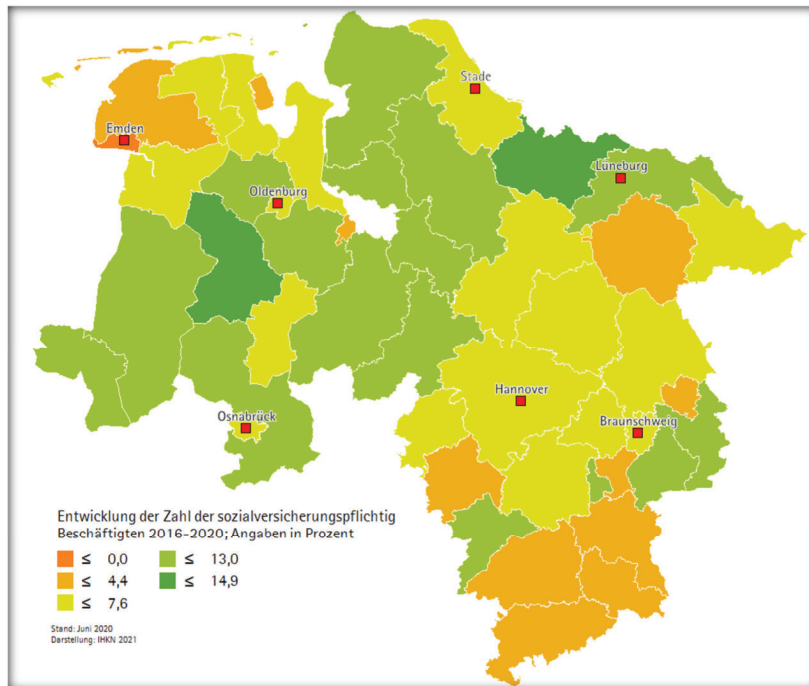 Stade
Emden
Lüneburg
Oldenburg
Hannover
Osnabrück
Braunschweig
Entwicklung der Zahl der sozialversicherungspflichtig
Beschäftigten 2016-2020; Angaben in Prozent
≤ 0,0
≤ 13,0
≤ 4,4
≤ 14,9
≤ 7,6
Stand: Juni 2020
Darstellung: IHKN 2021